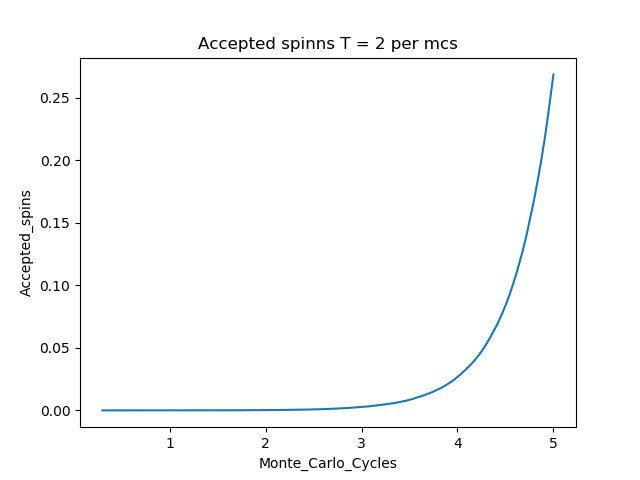 Accepted spinns T = 2 per mcs
Accepted_spins
0.25
0.20
0.15
0.10
0.05
0.00
1 2 3 4 5
Monte_Carlo_Cycles